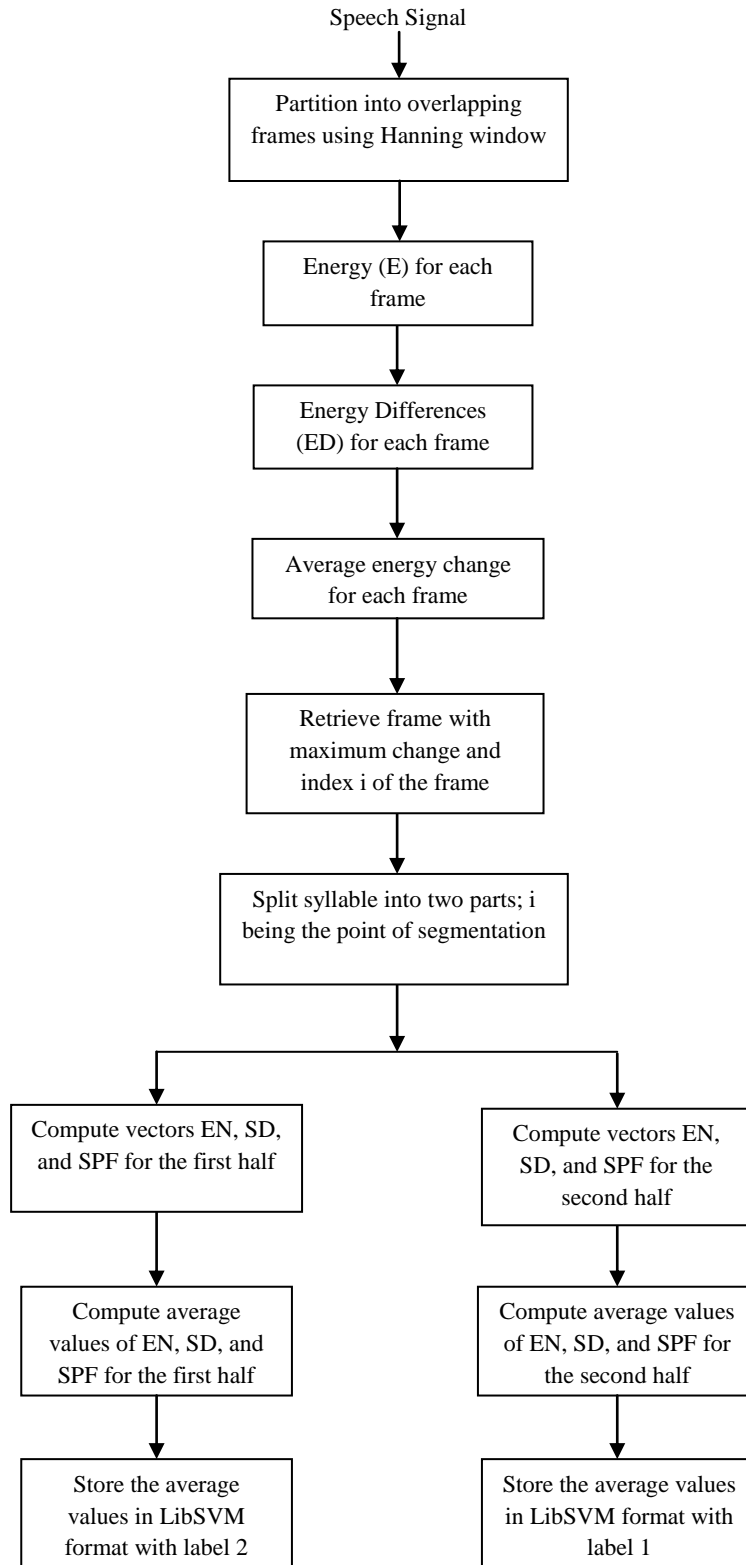 Speech Signal
Partition into overlapping
frames using Hanning window
Energy (E) for each
frame
Energy Differences
(ED) for each frame
Average energy change
for each frame
Retrieve frame with
maximum change and
index i of the frame
Split syllable into two parts; i
being the point of segmentation
Compute vectors EN, SD,
and SPF for the first half
Compute vectors EN,
SD, and SPF for the
second half
Compute average
values of EN, SD, and
SPF for the first half
Compute average values
of EN, SD, and SPF for
the second half
Store the average
values in LibSVM
format with label 2
Store the average values
in LibSVM format with
label 1